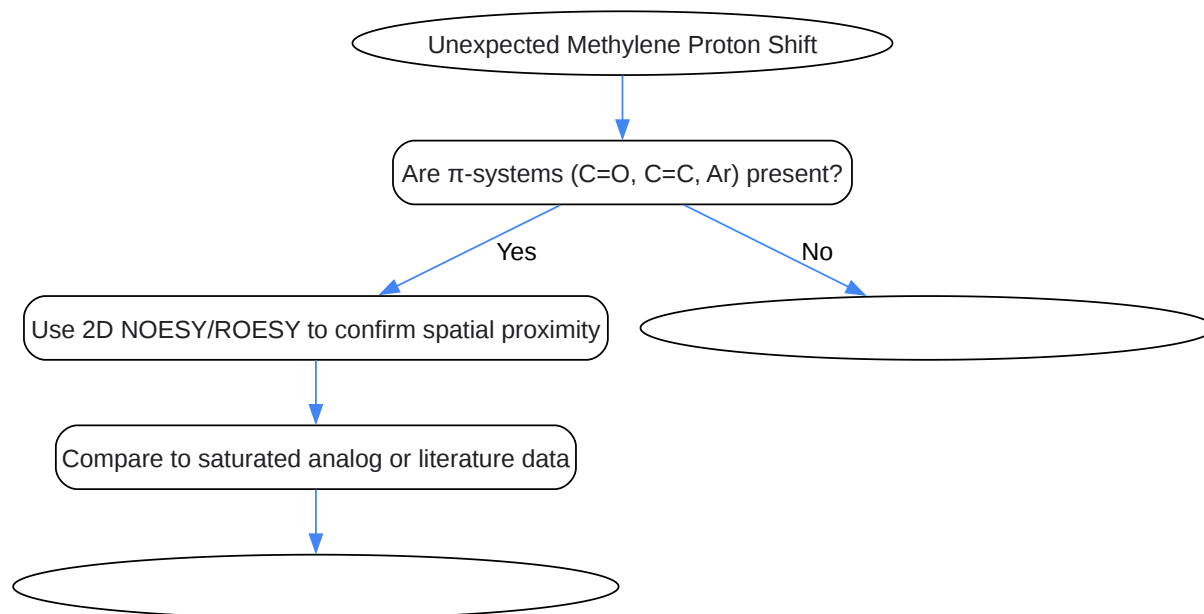 Unexpected Methylene Proton Shift
Are π-systems (C=O, C=C, Ar) present?
Yes
No
Use 2D NOESY/ROESY to confirm spatial proximity
Compare to saturated analog or literature data